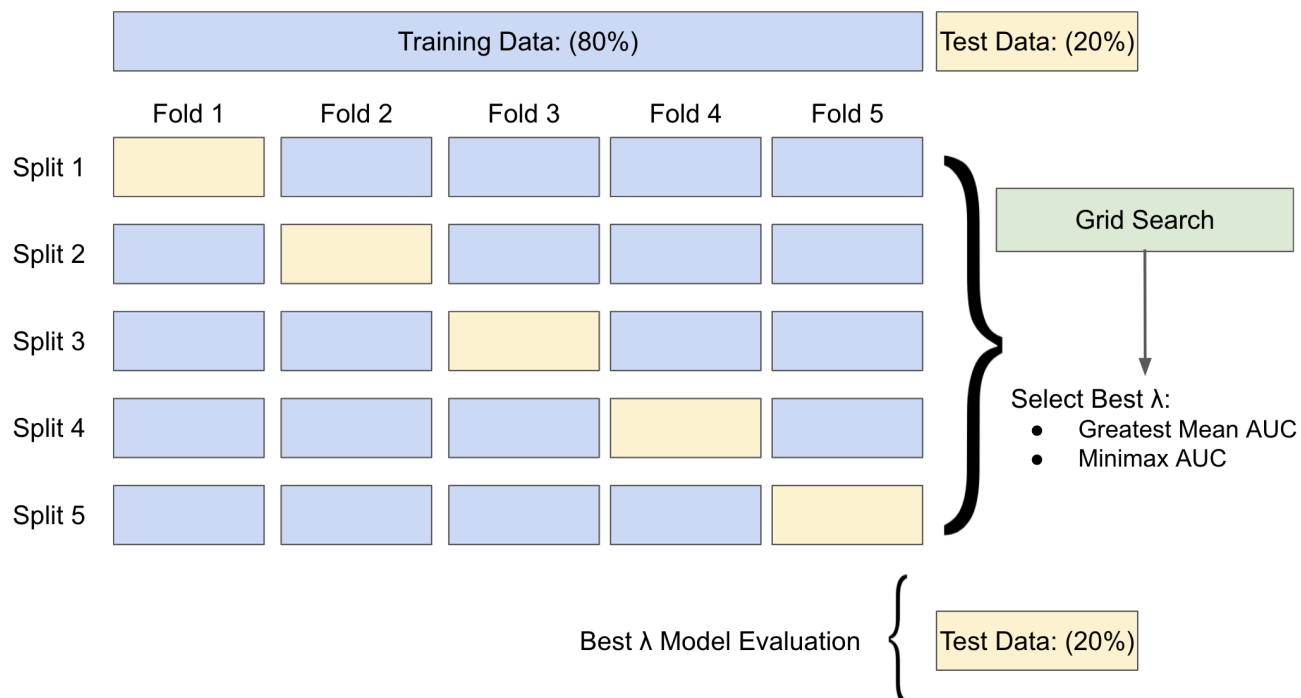 Training Data: (80%)
Test Data: (20%)
Fold 1
Fold 2
Fold 3
Fold 4
Fold 5
Split 1
Split 2
Split 3
Split 4
Split 5
Grid Search
Select Best λ:
● Greatest Mean AUC
● Minimax AUC
Best λ Model Evaluation
Test Data: (20%)